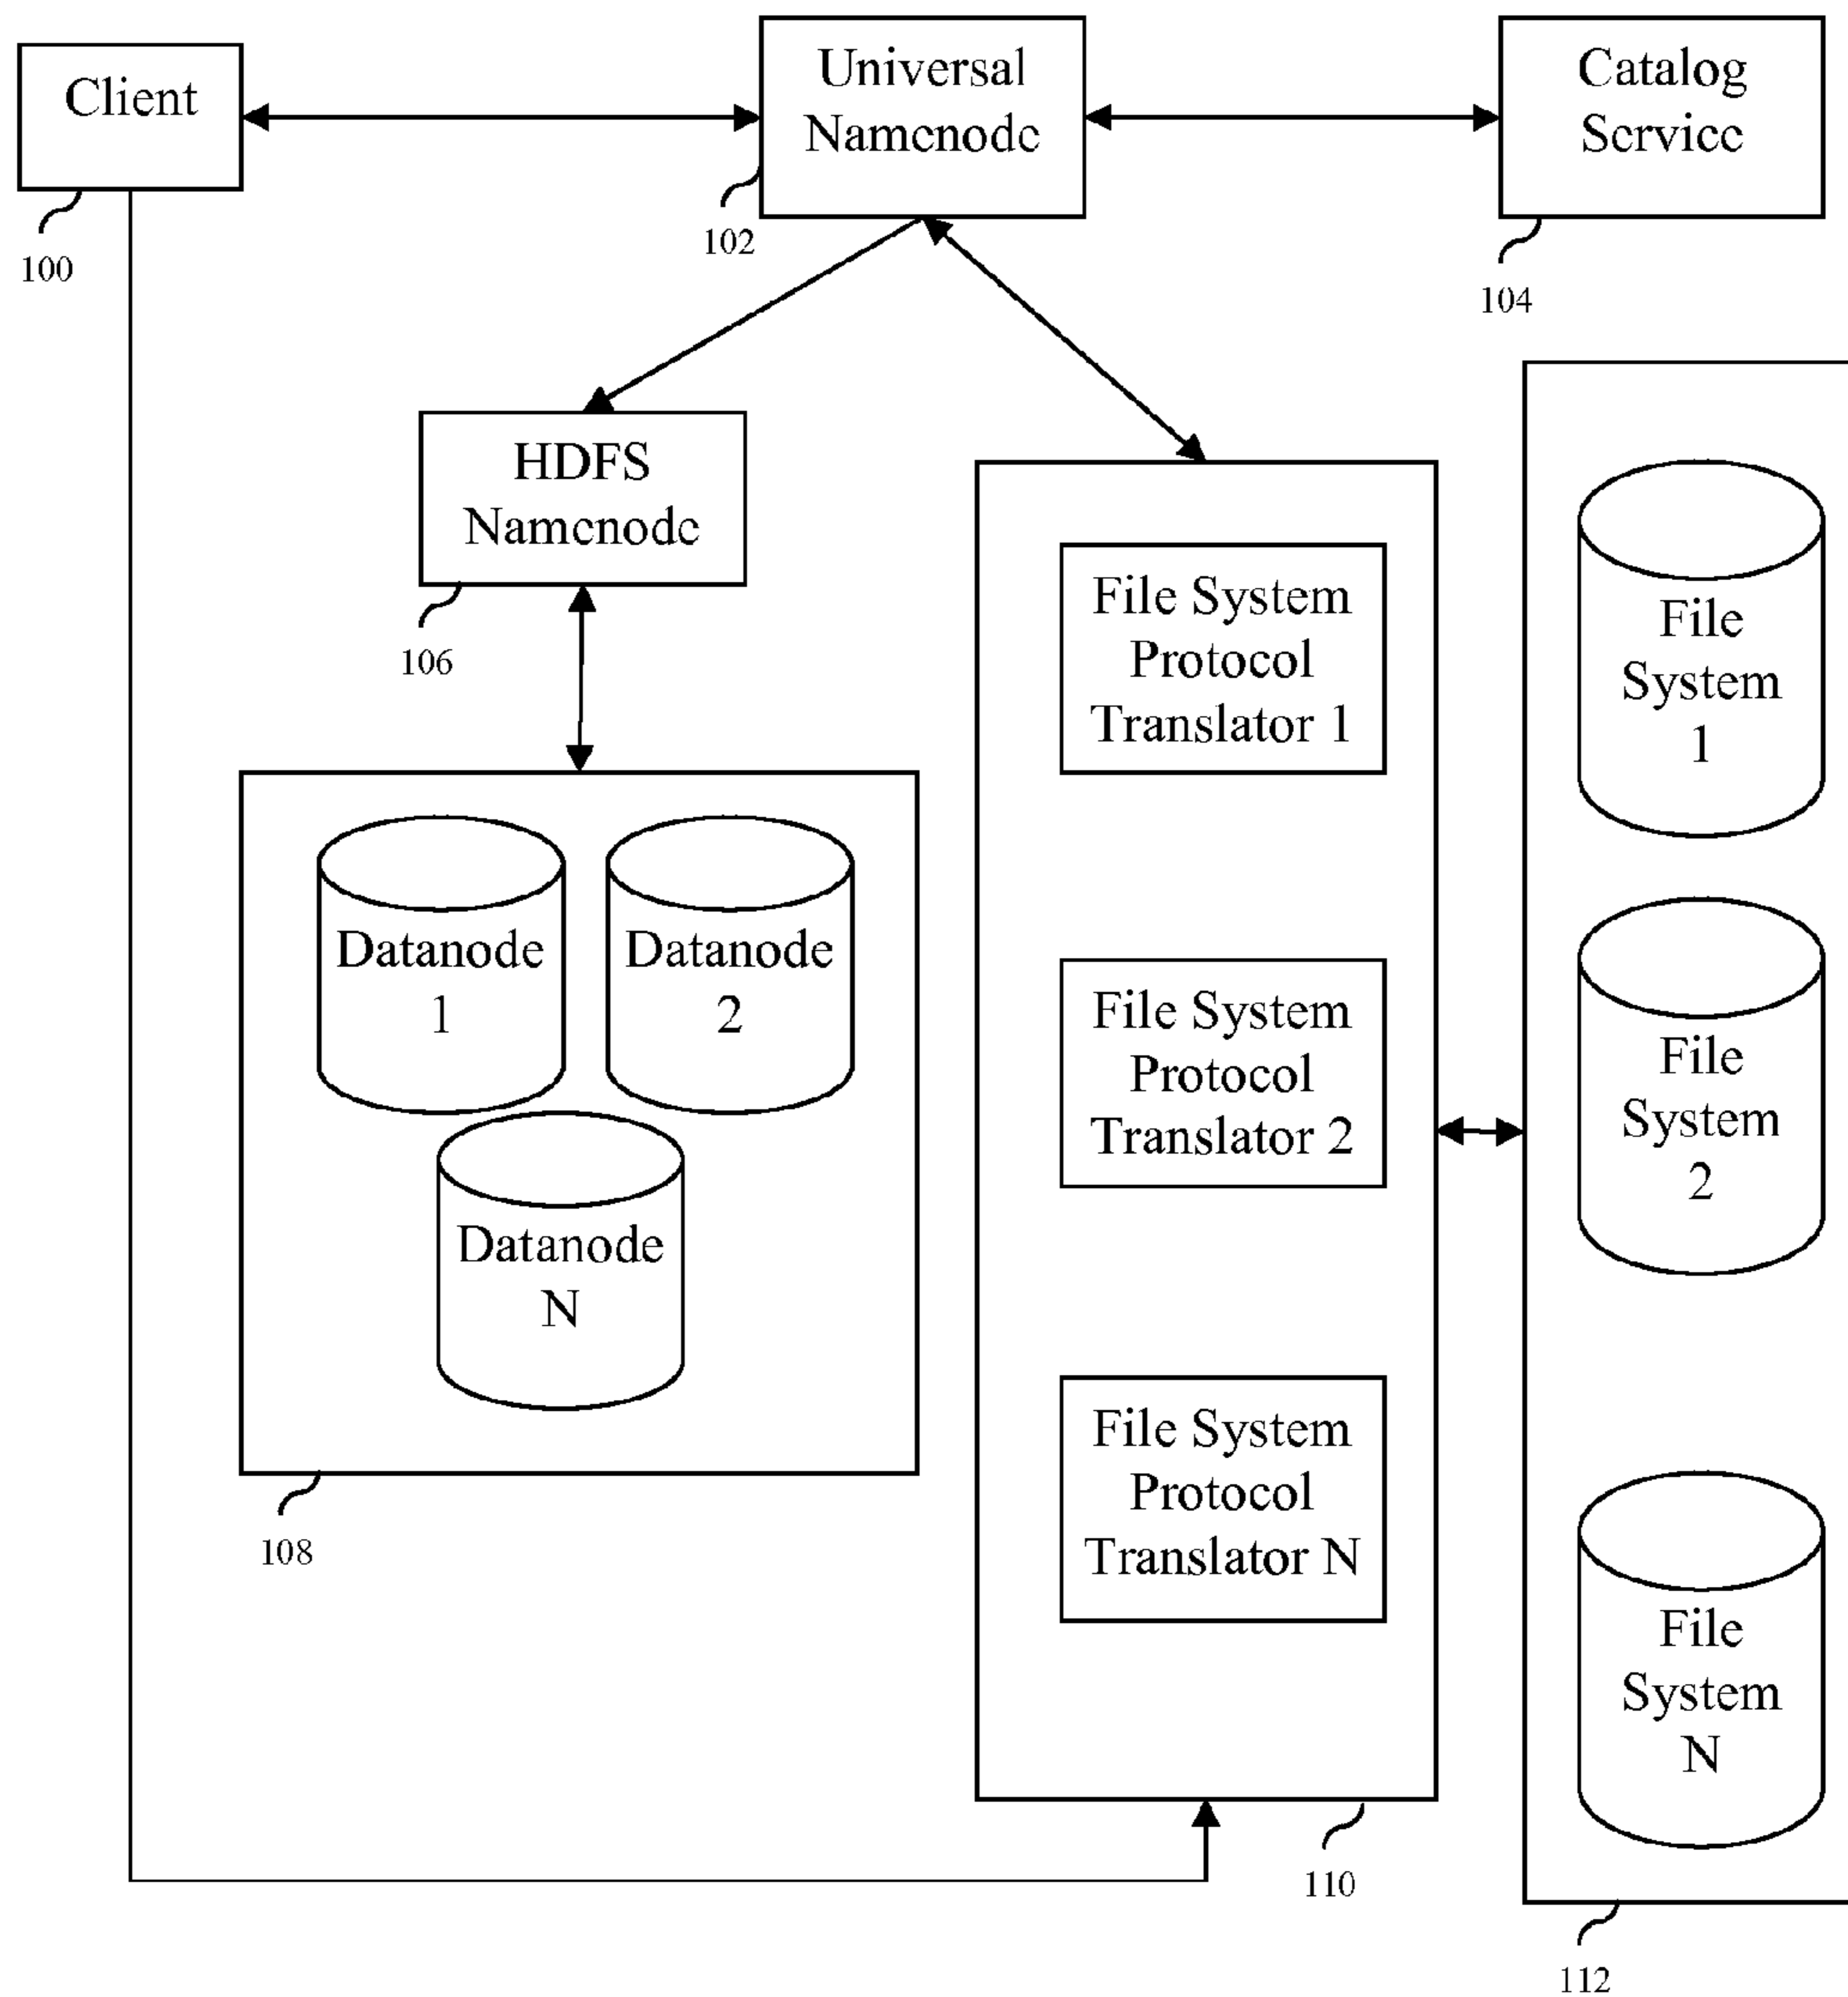 Client
Universal
Namenode
Catalog
Service
100
102
104
HDFS
Namenode
106
File System
Protocol
Translator 1
File
System
1
Datanode
1
Datanode
2
File System
Protocol
Translator 2
File
System
2
Datanode
N
File System
Protocol
Translator N
File
System
N
108
110
112